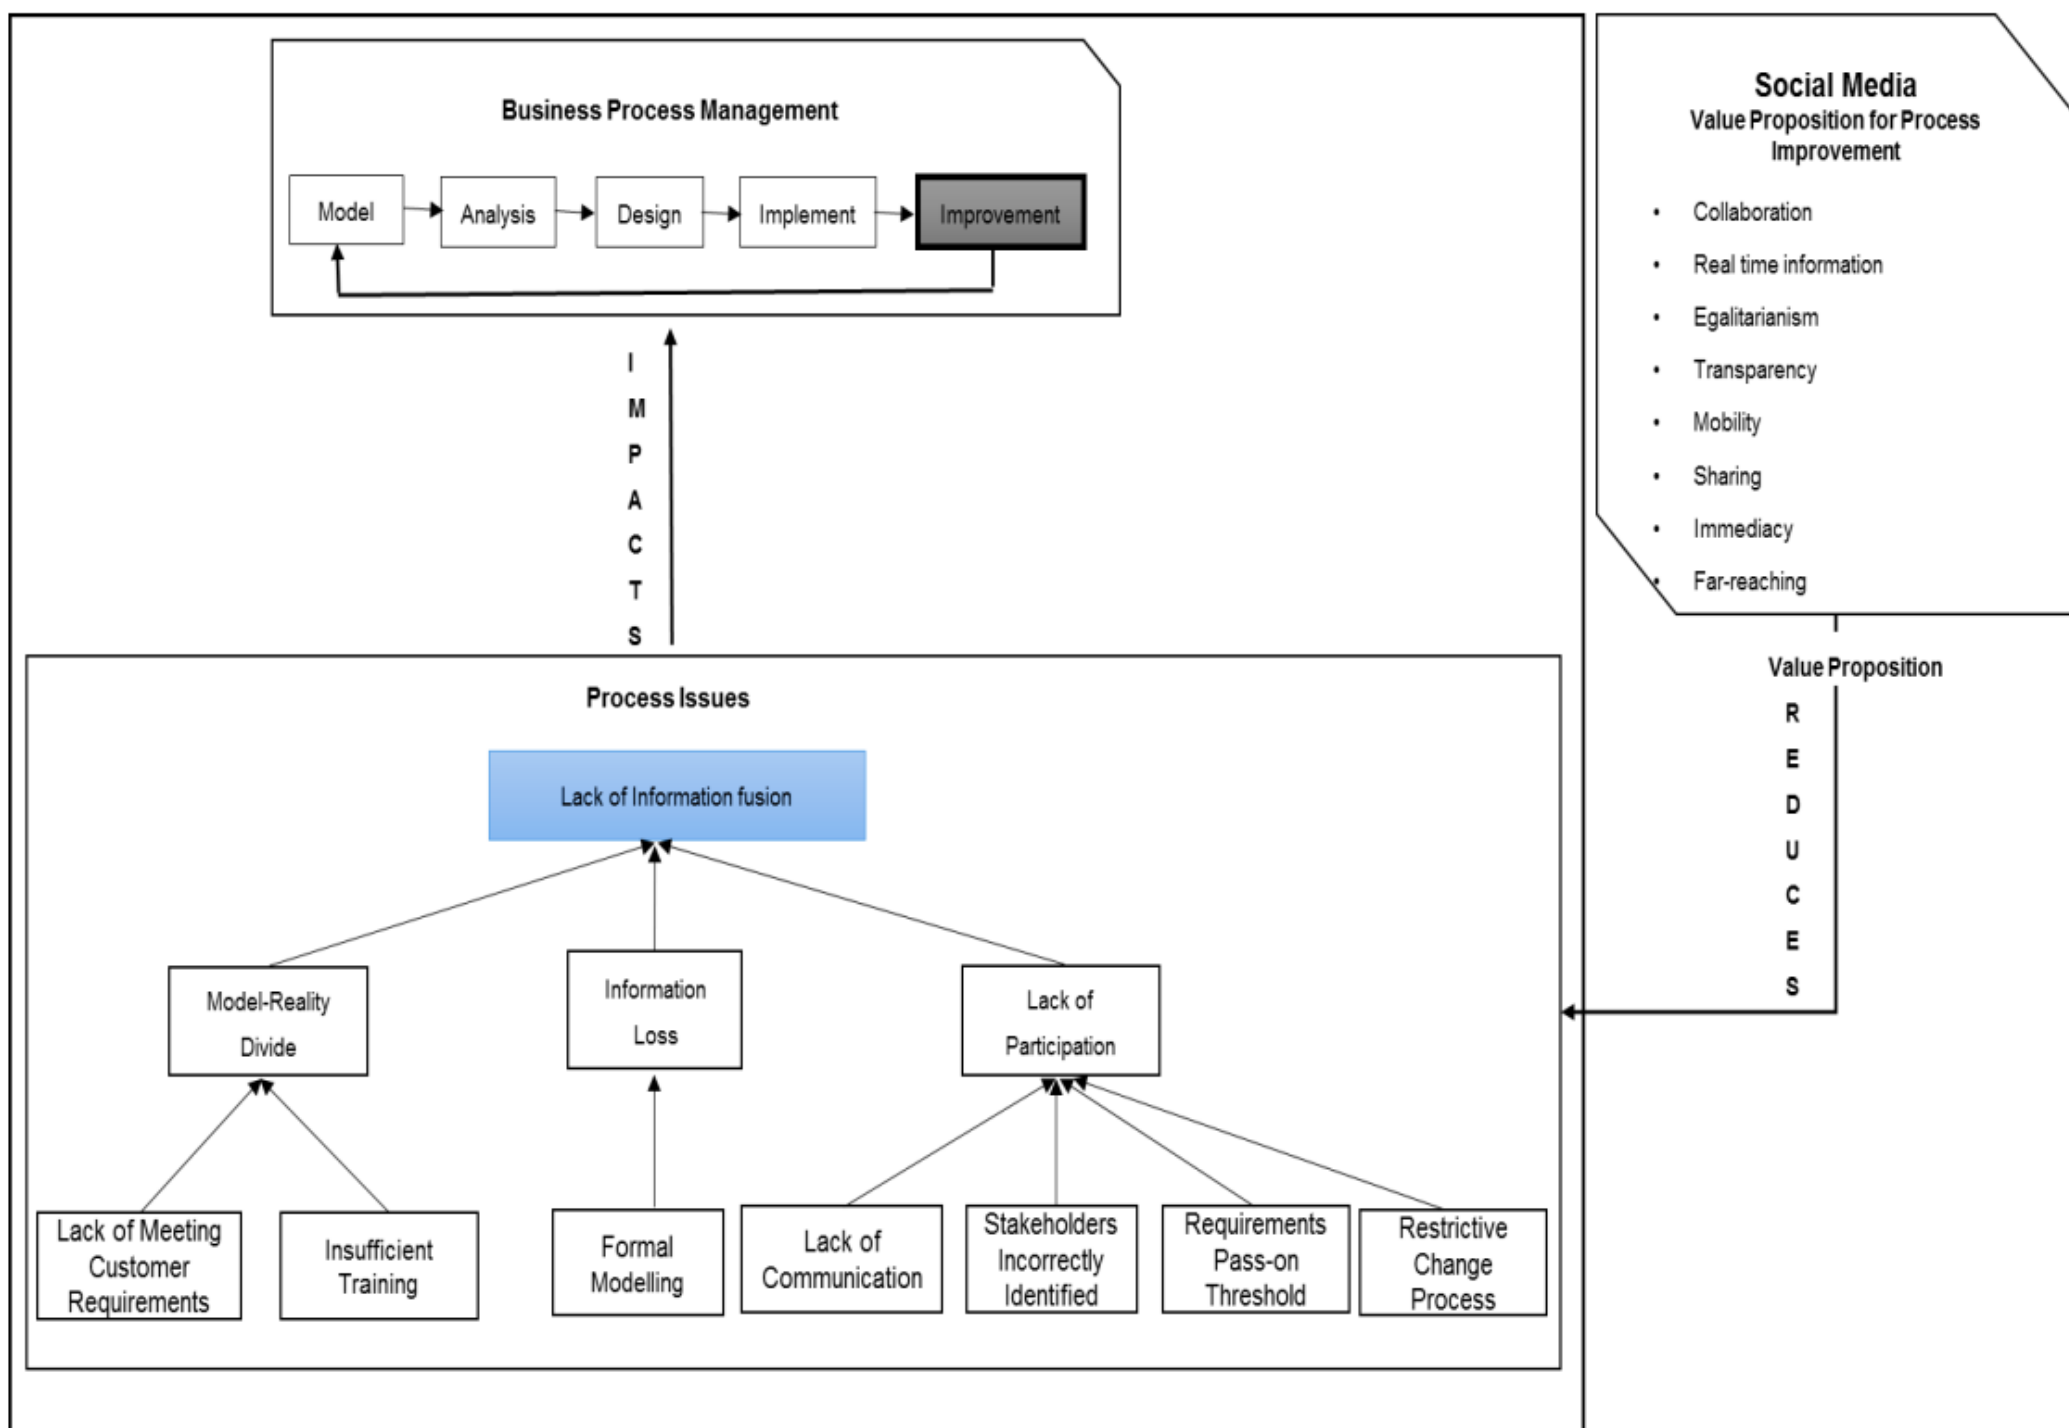 Business Process Management
Model
Analysis
Design
Implement
Improvement
I
M
P
A
C
T
S
Process Issues
Lack of Information fusion
Model-Reality
Divide
Information
Loss
Lack of
Participation
Lack of Meeting
Customer
Requirements
Insufficient
Training
Formal
Modelling
Lack of
Communication
Stakeholders
Incorrectly
Identified
Requirements
Pass-on
Threshold
Restrictive
Change
Process
Social Media
Value Proposition for Process
Improvement
• Collaboration
• Real time information
• Egalitarianism
• Transparency
• Mobility
• Sharing
• Immediacy
• Far-reaching
Value Proposition
R
E
D
U
C
E
S